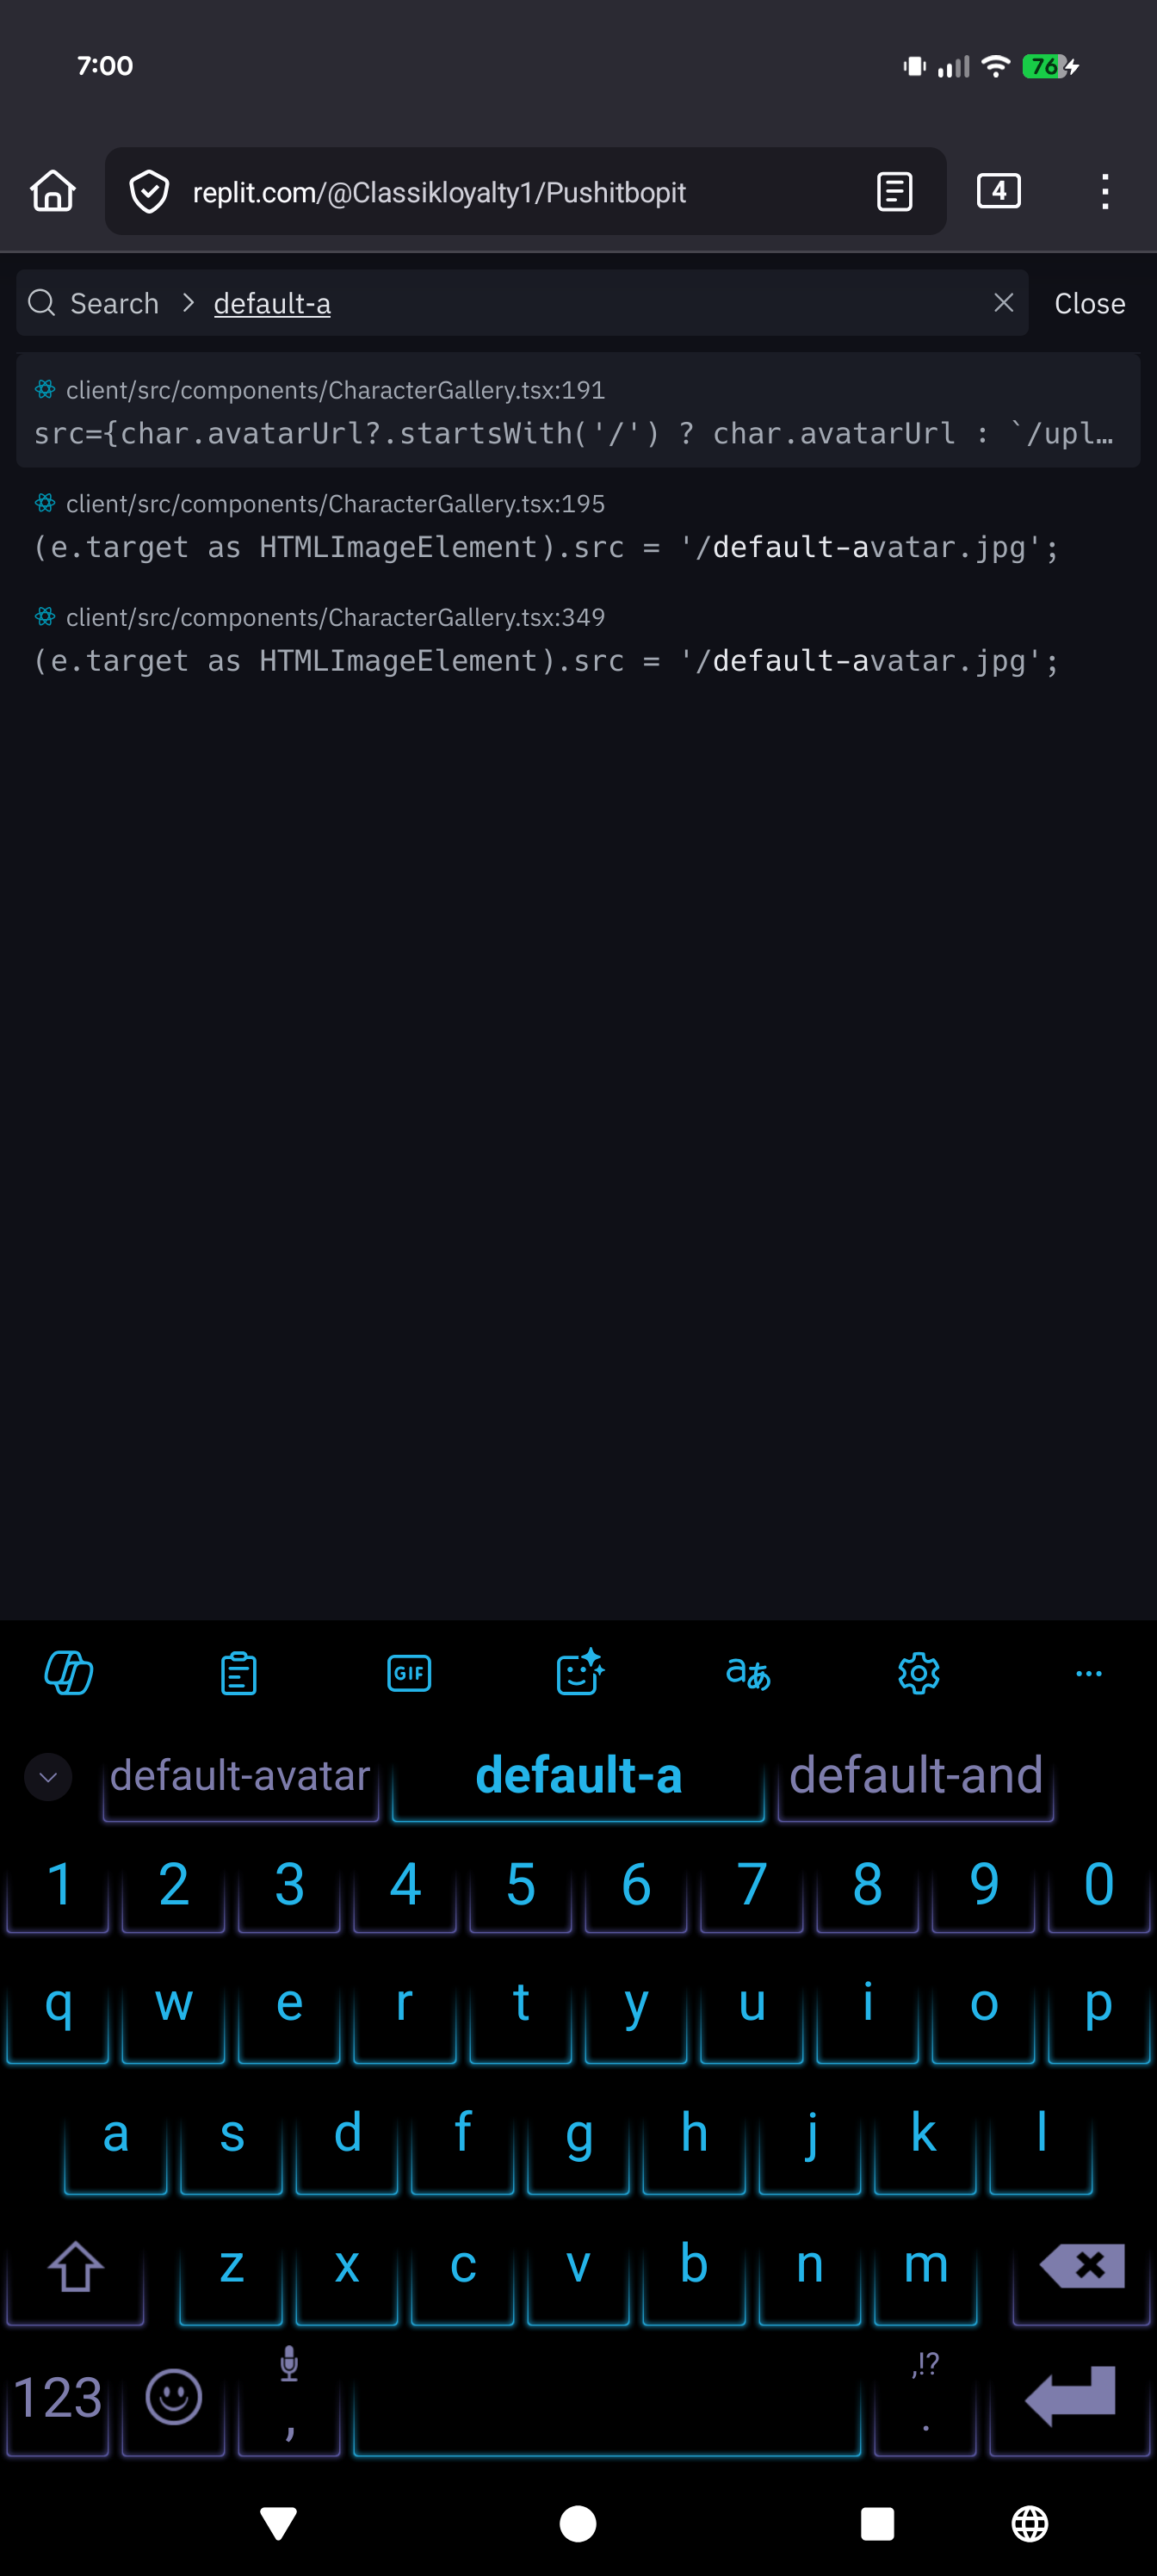 7:00
76
replit.com/@Classikloyalty1/Pushitbopit
4
Search > default-a
Close
client/src/components/CharacterGallery.tsx:191
src={char.avatarUrl?.startsWith('/') ? char.avatarUrl : `/upl…
client/src/components/CharacterGallery.tsx:195
(e.target as HTMLImageElement).src = '/default-avatar.jpg';
client/src/components/CharacterGallery.tsx:349
(e.target as HTMLImageElement).src = '/default-avatar.jpg';
GIF
aあ
default-avatar default-a default-and
1 2 3 4 5 6 7 8 9 0
q w e r t y u i o p
a s d f g h j k l
z x c v b n m
,!?
123 , .